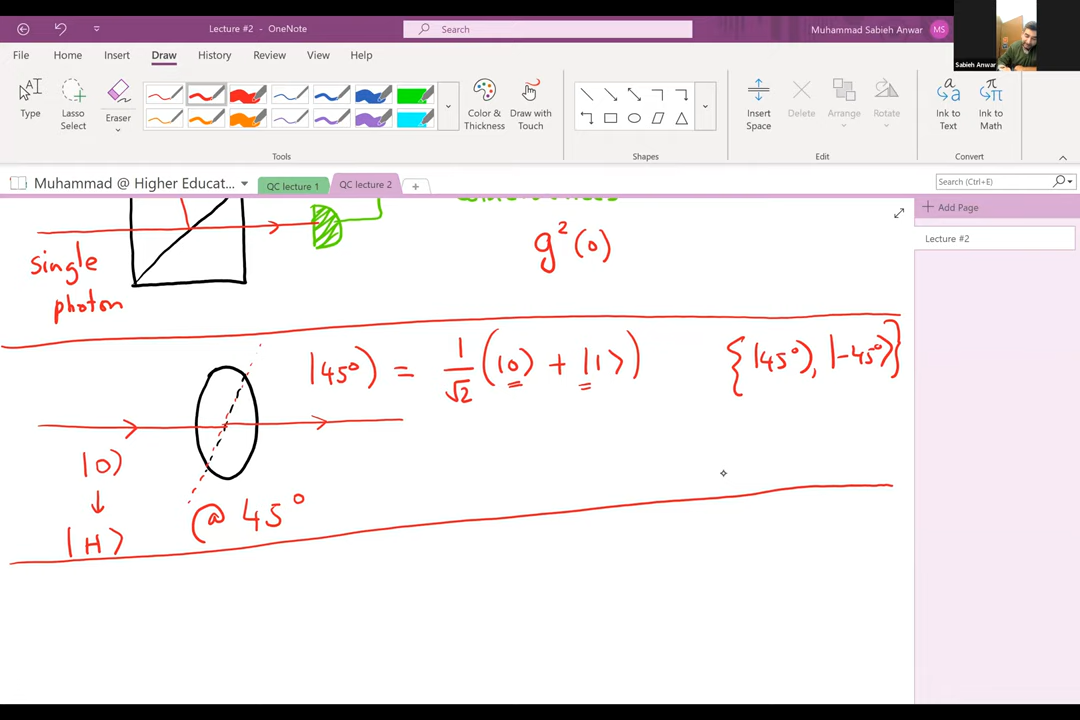 Lecture #2 - OneNote
Search
Muhammad Sabieh Anwar
MS
Sabieh Anwar
File Home Insert Draw History Review View Help
Type
Lasso Select
Eraser
Color & Thickness
Draw with Touch
Insert Space
Delete
Arrange
Rotate
Ink to Text
Ink to Math
Tools
Shapes
Edit
Convert
Muhammad @ Higher Educat...
QC lecture 1
QC lecture 2
Search (Ctrl+E)
Add Page
Lecture #2
g²(0)
single
photon
|45°⟩ = 1/√2 (|0⟩ + |1⟩)
{|45°⟩, |-45°⟩}
|0⟩
↓
|H⟩
@ 45°